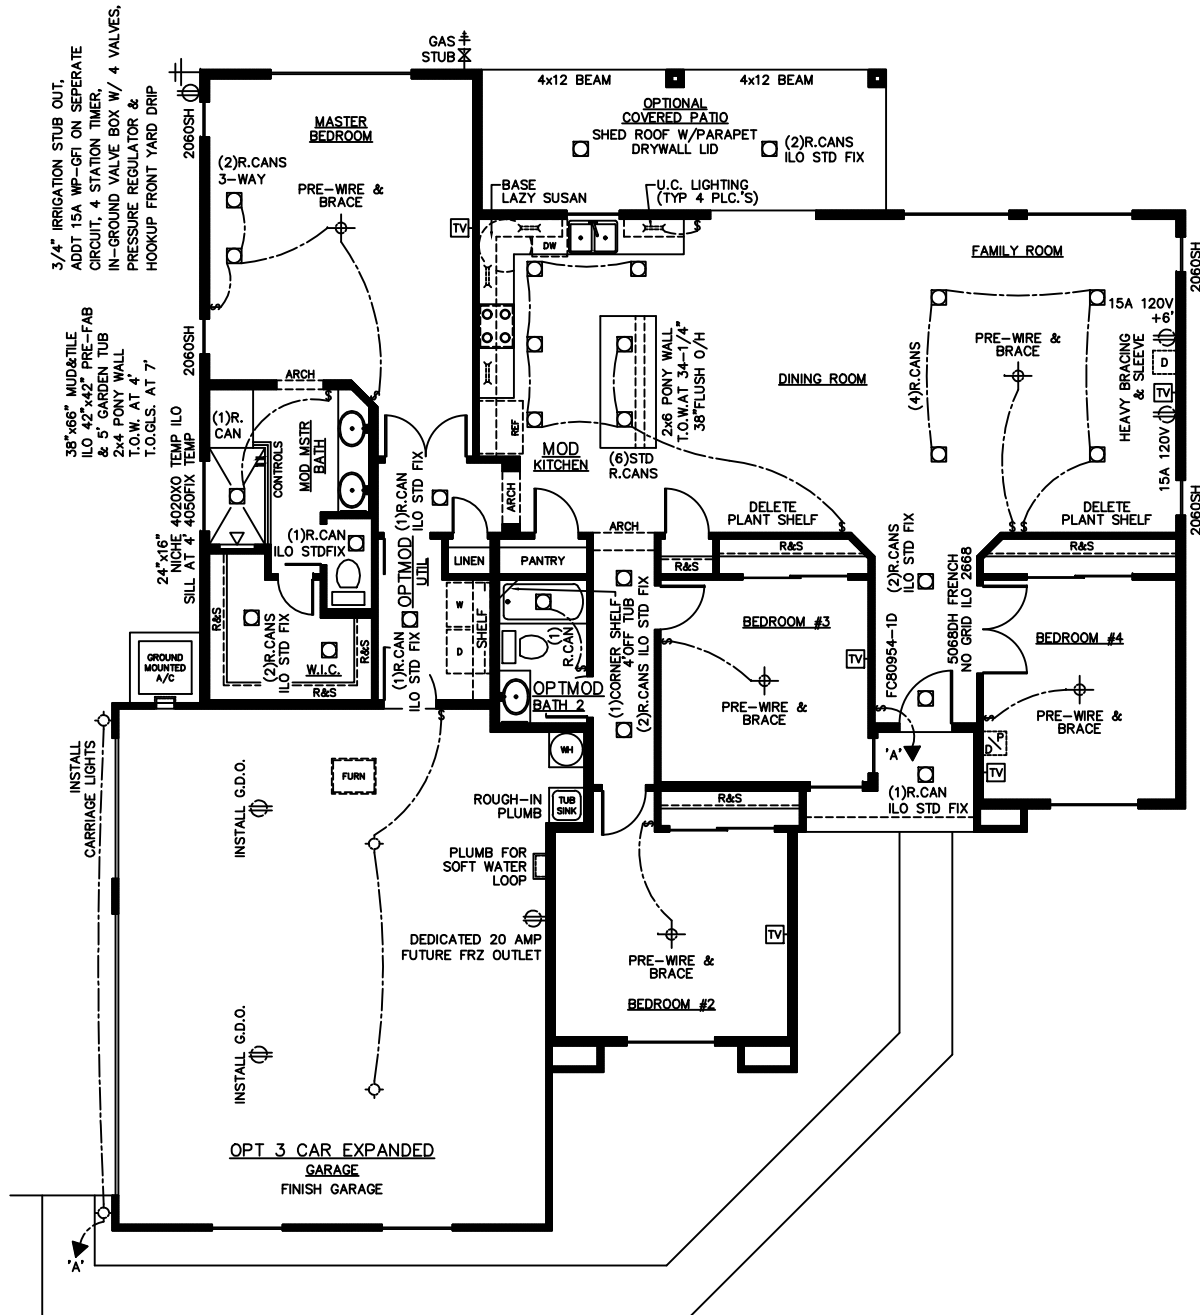 GAS
STUB
3/4" IRRIGATION STUB OUT,
ADDT 15A WP-GFI ON SEPERATE
CIRCUIT, 4 STATION TIMER,
IN-GROUND VALVE BOX W/ 4 VALVES,
PRESSURE REGULATOR &
HOOKUP FRONT YARD DRIP
2060SH
MASTER
BEDROOM
(2)R.CANS
3-WAY
PRE-WIRE &
BRACE
4x12 BEAM
4x12 BEAM
OPTIONAL
COVERED PATIO
SHED ROOF W/PARAPET
DRYWALL LID
(2)R.CANS
ILO STD FIX
BASE
LAZY SUSAN
U.C. LIGHTING
(TYP 4 PLC.'S)
TV
DW
S
FAMILY ROOM
2060SH
15A 120V
+6'
PRE-WIRE &
BRACE
(4)R.CANS
HEAVY BRACING
& SLEEVE
D
TV
15A 120V
2060SH
DINING ROOM
2x6 PONY WALL
T.O.W.AT 34-1/4"
38"FLUSH O/H
REF
MOD
KITCHEN
(6)STD
R.CANS
S
2060SH
38"x66" MUD&TILE
ILO 42"x42" PRE-FAB
& 5' GARDEN TUB
2x4 PONY WALL
T.O.W. AT 4'
T.O.GLS. AT 7'
ARCH
S
S
(1)R.
CAN
CONTROLS
MOD MSTR
BATH
24"x16"
NICHE 4020XO TEMP ILO
SILL AT 4' 4050FIX TEMP
(1)R.CAN
ILO STDFIX
OPTMOD
UTIL
(1)R.CAN
ILO STD FIX
ARCH
ARCH
DELETE
PLANT SHELF
S
S S
DELETE
PLANT SHELF
LINEN
PANTRY
R&S
R&S
R&S
(2)R.CANS
ILO STD FIX
R&S
(2)R.CANS
ILO STD FIX
W.I.C.
R&S
R&S
(1)R.CAN
ILO STD FIX
W
D
SHELF
(1)
R.CAN
S
(1)CORNER SHELF
4'OFF TUB
(2)R.CANS ILO STD FIX
OPTMOD
BATH 2
BEDROOM #3
S
PRE-WIRE &
BRACE
TV
FC80954-1D
5068DH FRENCH
NO GRID ILO 2668
BEDROOM #4
PRE-WIRE &
BRACE
S
S
'A'
D/P
TV
GROUND
MOUNTED
A/C
S
INSTALL
CARRIAGE LIGHTS
INSTALL G.D.O.
FURN
WH
ROUGH-IN
PLUMB
TUB
SINK
R&S
(1)R.CAN
ILO STD FIX
S
PLUMB FOR
SOFT WATER
LOOP
DEDICATED 20 AMP
FUTURE FRZ OUTLET
TV
PRE-WIRE &
BRACE
BEDROOM #2
INSTALL G.D.O.
OPT 3 CAR EXPANDED
GARAGE
FINISH GARAGE
'A'